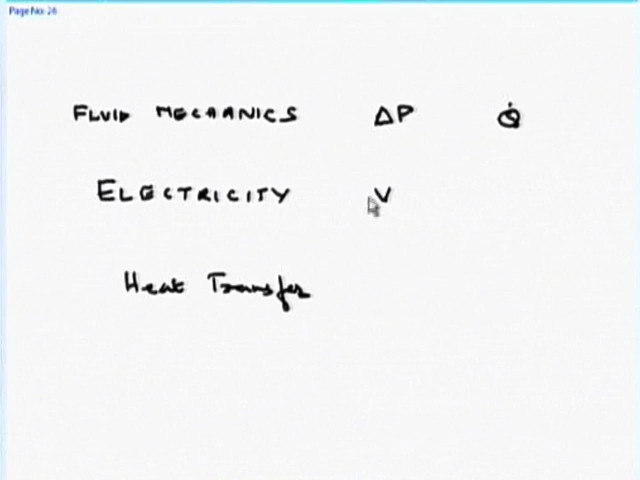 Page No: 26
FLUID MECHANICS ΔP Q̇
ELECTRICITY V
Heat Transfer